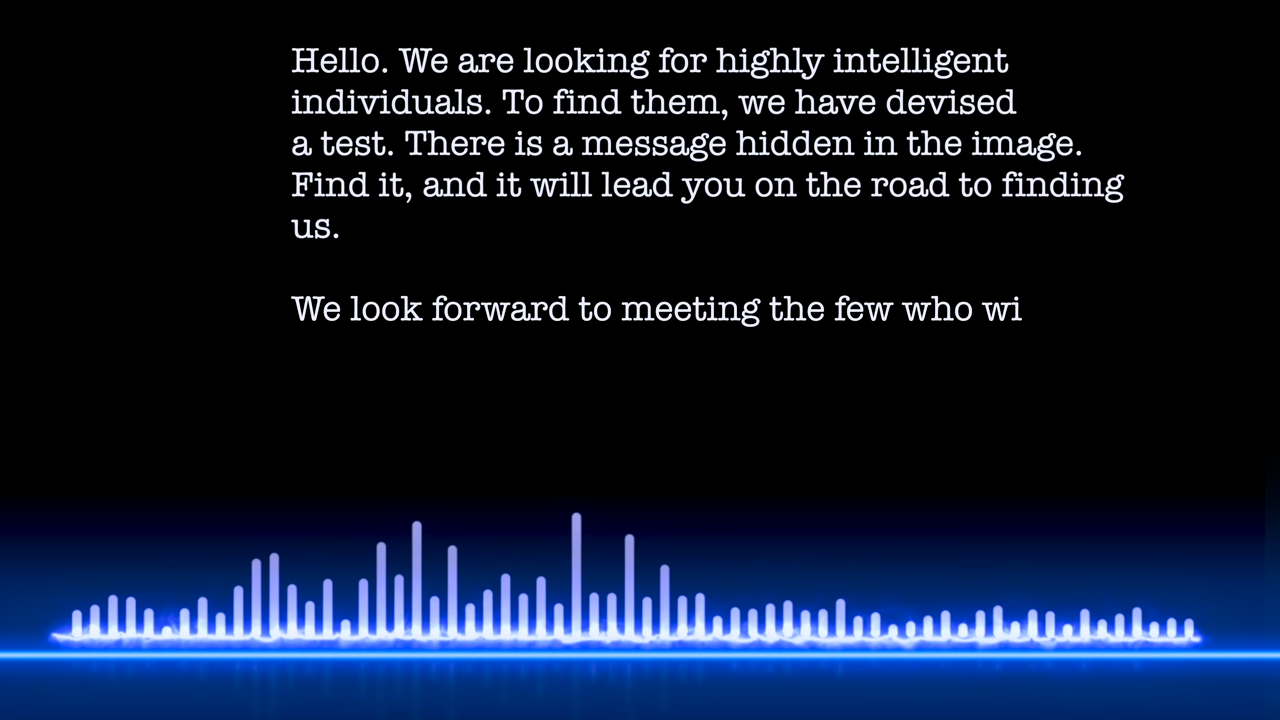 Hello. We are looking for highly intelligent
individuals. To find them, we have devised
a test. There is a message hidden in the image.
Find it, and it will lead you on the road to finding
us.
We look forward to meeting the few who wi